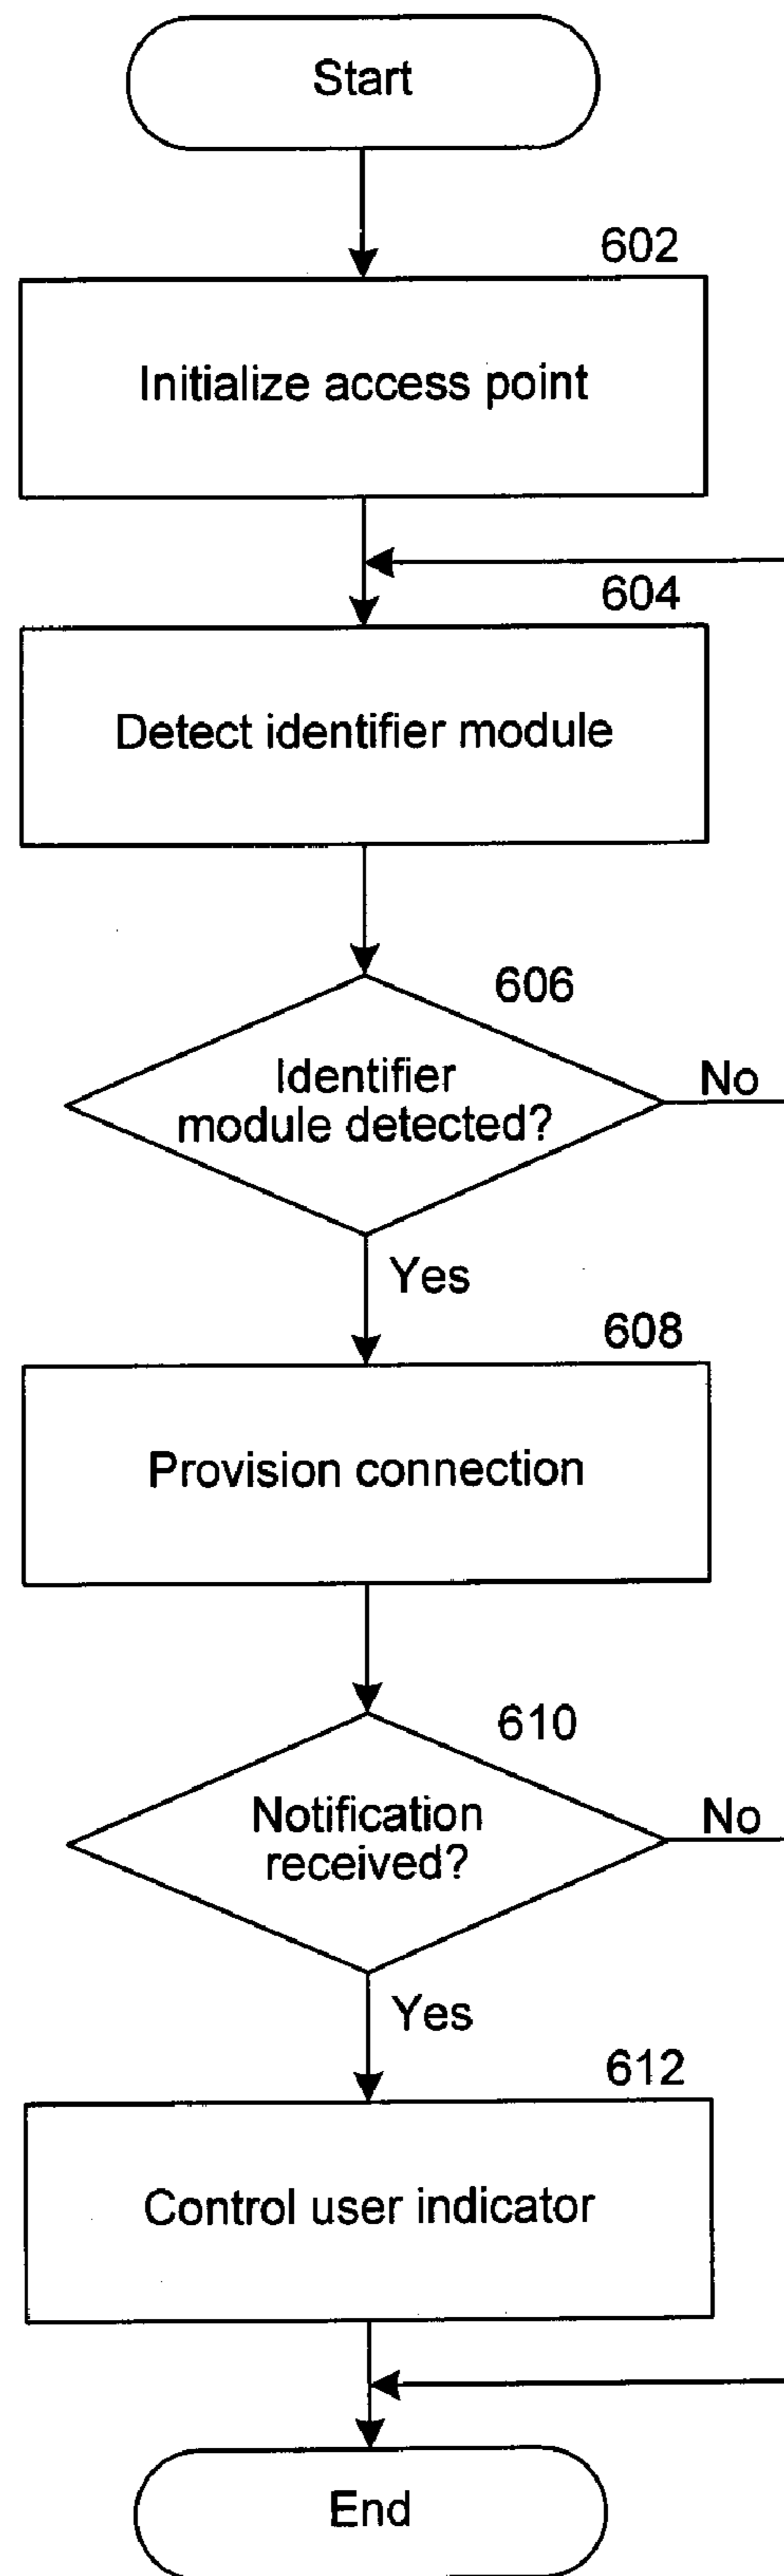 Start
602
Initialize access point
604
Detect identifier module
606
Identifier
module detected?
No
Yes
608
Provision connection
610
Notification
received?
No
Yes
612
Control user indicator
End